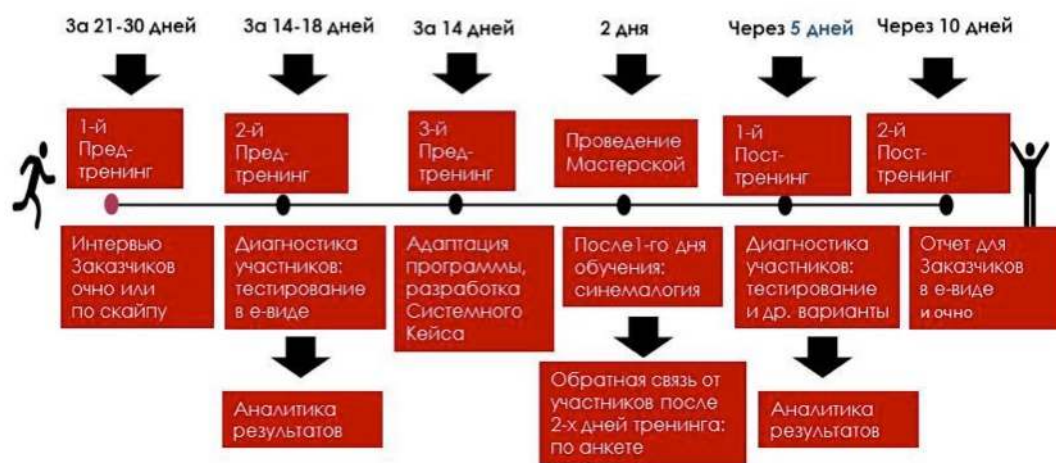 За 21-30 дней
За 14-18 дней
За 14 дней
2 дня
Через 5 дней
Через 10 дней
1-й
Пред-
тренинг
2-й
Пред-
тренинг
3-й
Пред-
тренинг
Проведение
Мастерской
1-й
Пост-
тренинг
2-й
Пост-
тренинг
Интервью
Заказчиков
очно или
по скайпу
Диагностика
участников:
тестирование
в е-виде
Адаптация
программы,
разработка
Системного
Кейса
После1-го дня
обучения:
синемалогия
Диагностика
участников:
тестирование
и др. варианты
Отчет для
Заказчиков
в е-виде
и очно
Аналитика
результатов
Обратная связь от
участников после
2-х дней тренинга:
по анкете
Аналитика
результатов